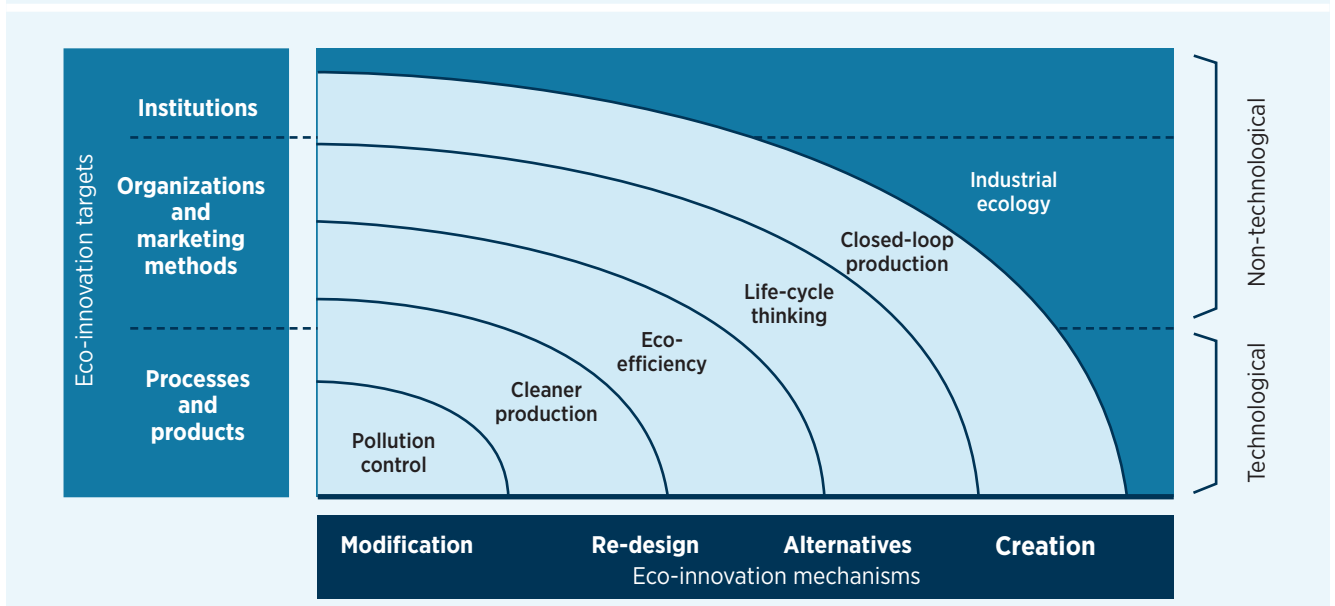 Eco-innovation targets
Institutions
Organizations
and
marketing
methods
Processes
and
products
Industrial
ecology
Closed-loop
production
Life-cycle
thinking
Eco-
efficiency
Cleaner
production
Pollution
control
Non-technological
Technological
Modification Re-design Alternatives Creation
Eco-innovation mechanisms